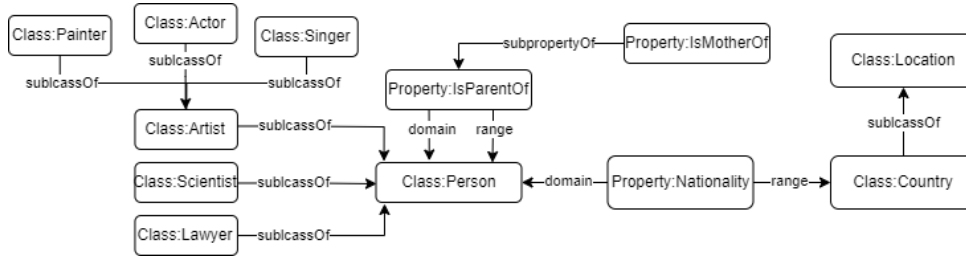 Class:Painter
Class:Actor
Class:Singer
sublcassOf
sublcassOf
sublcassOf
Class:Artist
sublcassOf
Class:Scientist
sublcassOf
Class:Lawyer
sublcassOf
subpropertyOf
Property:IsMotherOf
Property:IsParentOf
domain
range
Class:Person
domain
Property:Nationality
range
Class:Location
sublcassOf
Class:Country